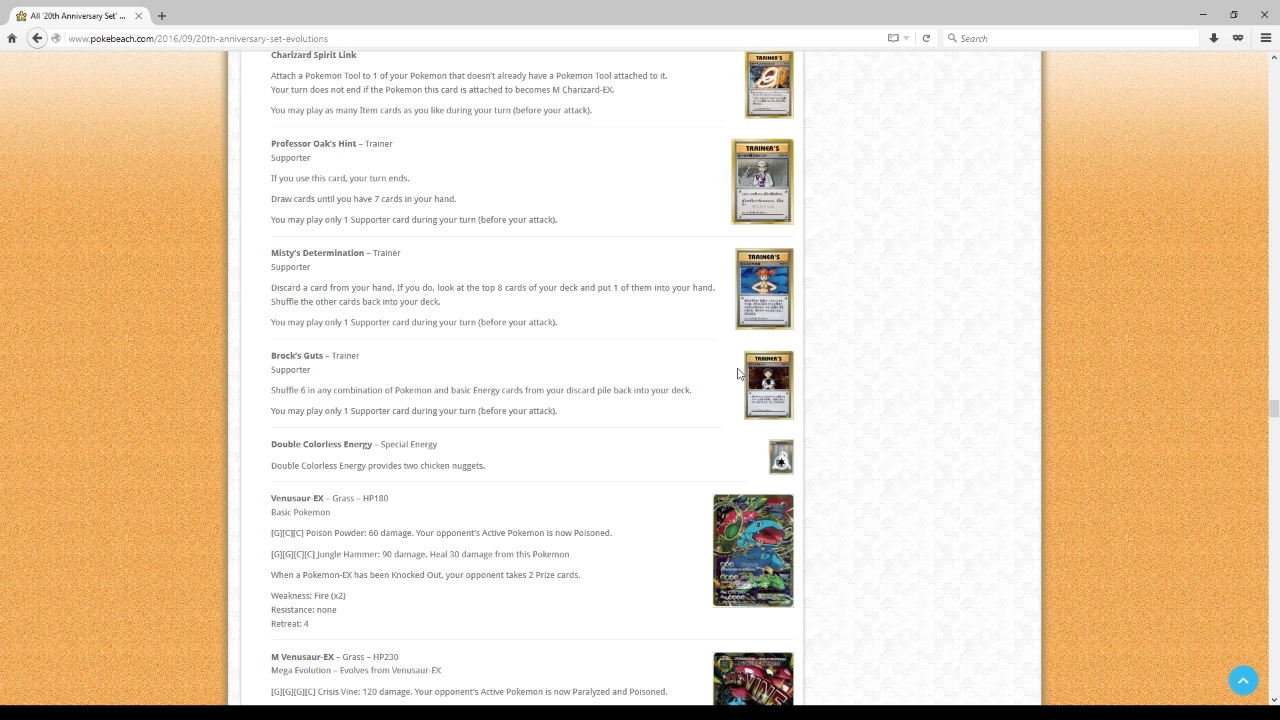 All '20th anniversary' set...
www.pokebeach.com/2016/09/20th-anniversary-set-evolutions
Search
Charizard Spirit Link
Attach a Pokemon Tool to 1 of your Pokemon that doesn't already have a Pokemon Tool attached to it.
Your turn does not end if the Pokemon this card is attached to becomes M Charizard-EX.
You may play as many Item cards as you like during your turn (before your attack).
TRAINER'S
Professor Oak's Hint – Trainer
Supporter
If you use this card, your turn ends.
Draw cards until you have 7 cards in your hand.
You may play only 1 Supporter card during your turn (before your attack).
TRAINER'S
Misty's Determination – Trainer
Supporter
Discard a card from your hand. If you do, look at the top 8 cards of your deck and put 1 of them into your hand.
Shuffle the other cards back into your deck.
You may play only 1 Supporter card during your turn (before your attack).
TRAINER'S
Brock's Guts – Trainer
Supporter
Shuffle 6 in any combination of Pokemon and basic Energy cards from your discard pile back into your deck.
You may play only 1 Supporter card during your turn (before your attack).
TRAINER'S
Double Colorless Energy – Special Energy
Double Colorless Energy provides two chicken nuggets.
Venusaur-EX – Grass – HP180
Basic Pokemon
[G][C][C] Poison Powder: 60 damage. Your opponent's Active Pokemon is now Poisoned.
[G][G][C][C] Jungle Hammer: 90 damage. Heal 30 damage from this Pokemon
When a Pokemon-EX has been Knocked Out, your opponent takes 2 Prize cards.
Weakness: Fire (x2)
Resistance: none
Retreat: 4
M Venusaur-EX – Grass – HP230
Mega Evolution – Evolves from Venusaur-EX
[G][G][G][C] Crisis Vine: 120 damage. Your opponent's Active Pokemon is now Paralyzed and Poisoned.